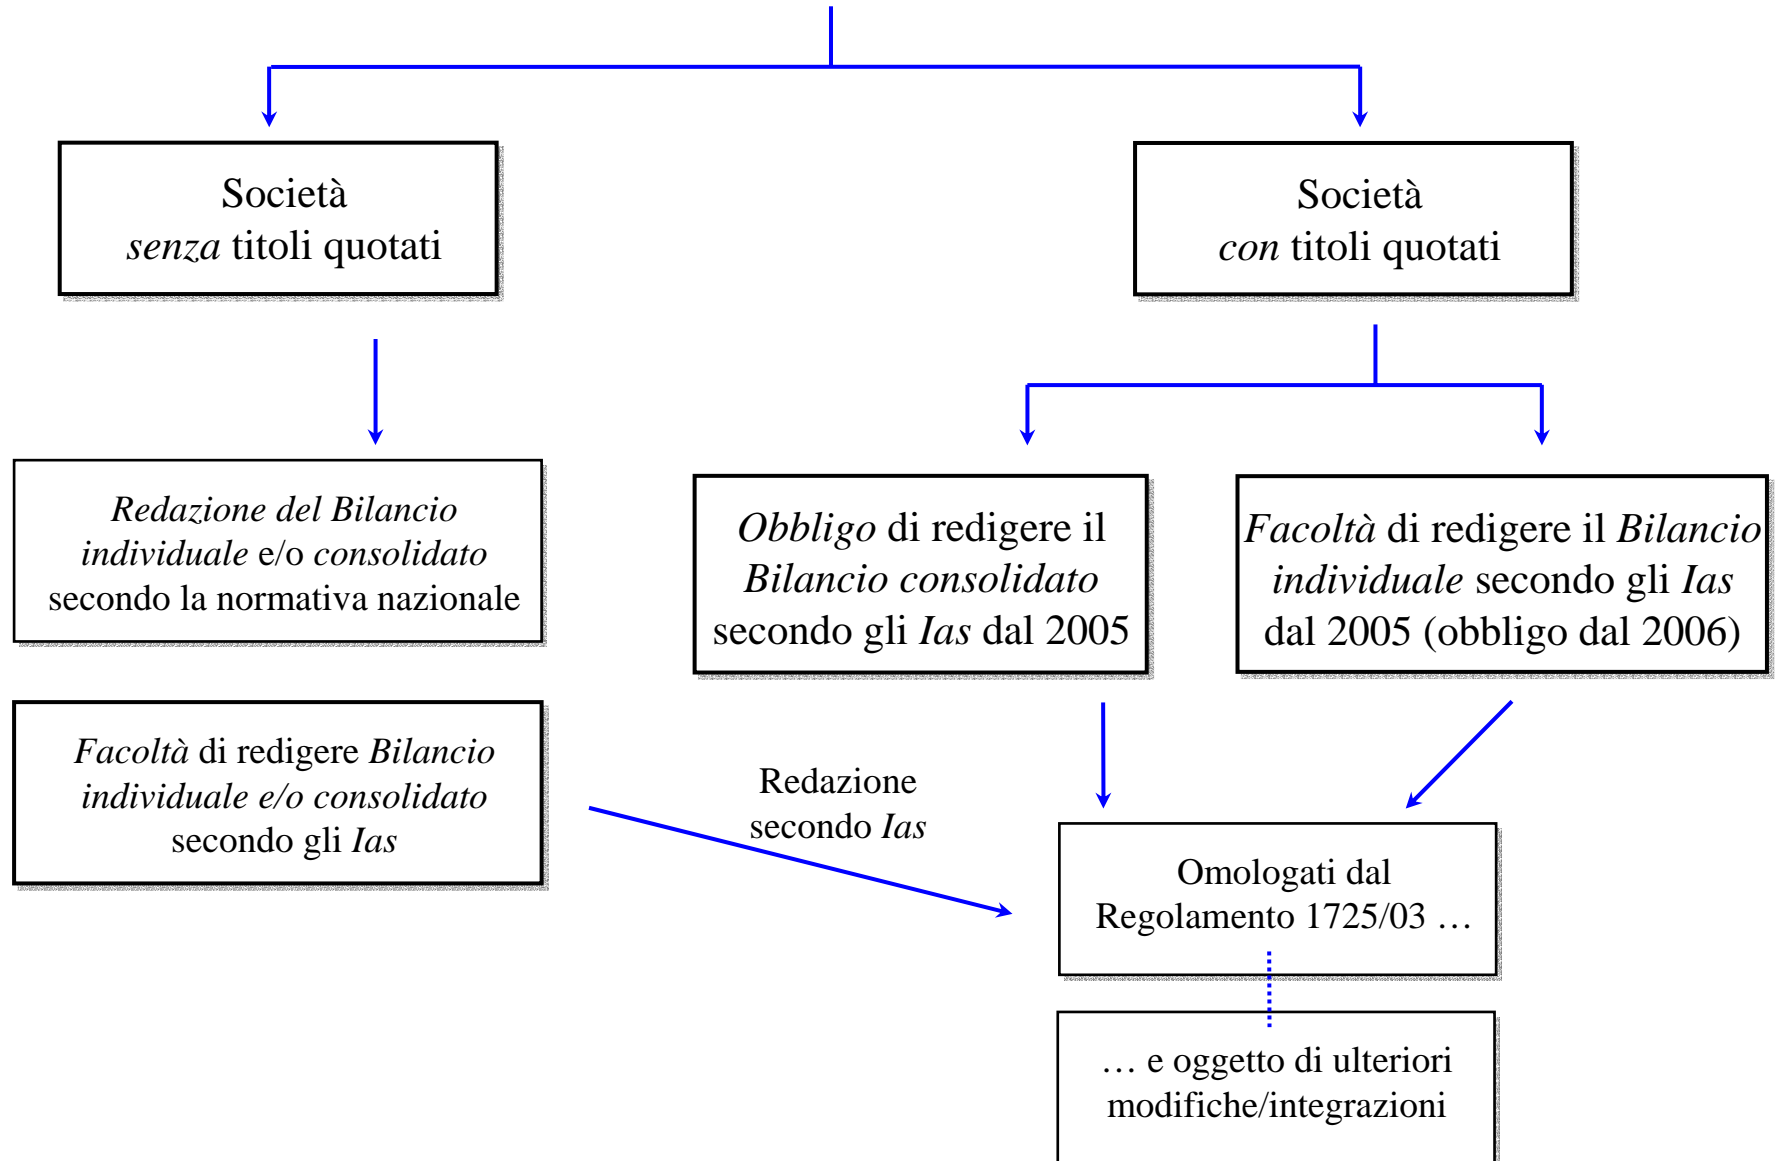 Società
senza titoli quotati
Società
con titoli quotati
Redazione del Bilancio
individuale e/o consolidato
secondo la normativa nazionale
Obbligo di redigere il
Bilancio consolidato
secondo gli Ias dal 2005
Facoltà di redigere il Bilancio
individuale secondo gli Ias
dal 2005 (obbligo dal 2006)
Facoltà di redigere Bilancio
individuale e/o consolidato
secondo gli Ias
Redazione
secondo Ias
Omologati dal
Regolamento 1725/03 …
… e oggetto di ulteriori
modifiche/integrazioni